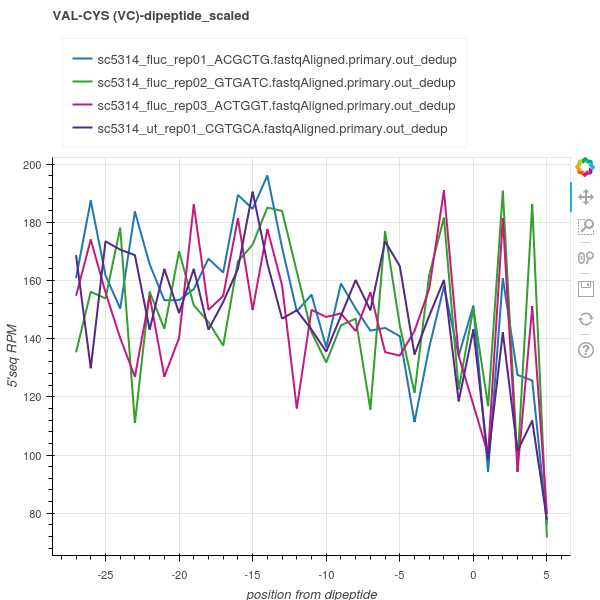 VAL-CYS (VC)-dipeptide_scaled
sc5314_fluc_rep01_ACGCTG.fastqAligned.primary.out_dedup
sc5314_fluc_rep02_GTGATC.fastqAligned.primary.out_dedup
sc5314_fluc_rep03_ACTGGT.fastqAligned.primary.out_dedup
sc5314_ut_rep01_CGTGCA.fastqAligned.primary.out_dedup
200
180
160
140
120
100
80
5'seq RPM
-25 -20 -15 -10 -5 0 5
position from dipeptide